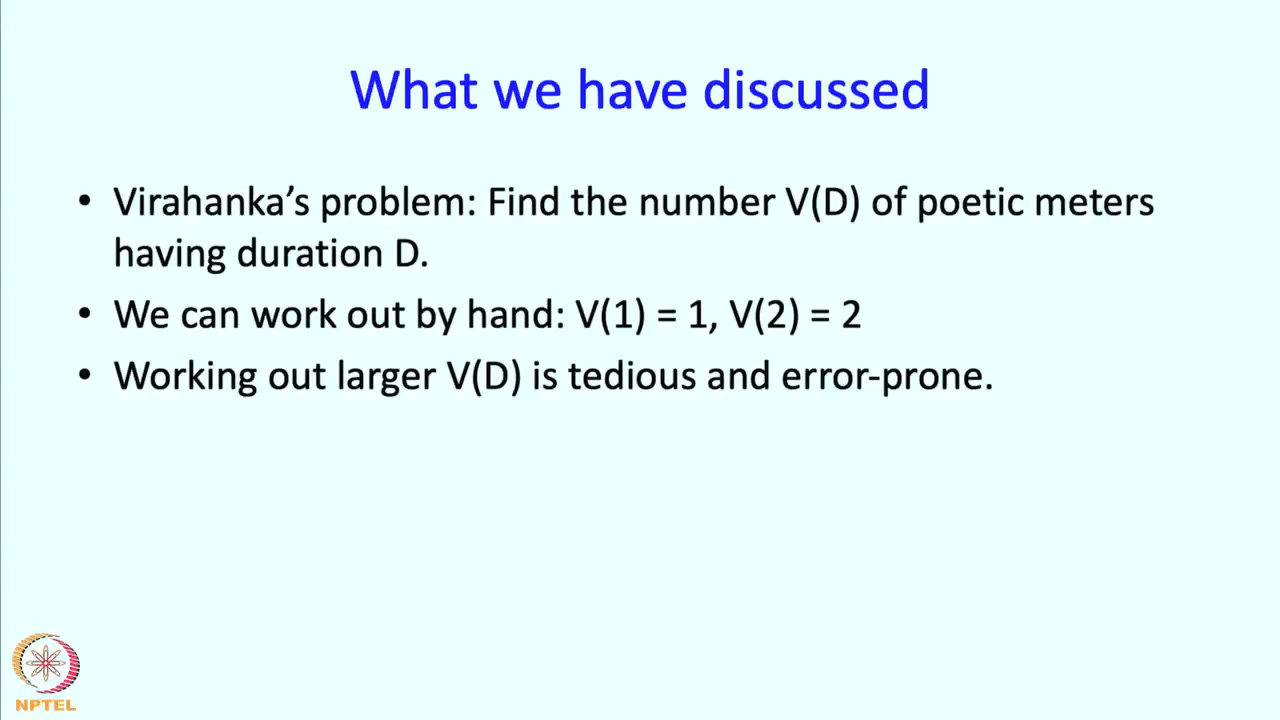 What we have discussed
• Virahanka’s problem: Find the number V(D) of poetic meters
having duration D.
• We can work out by hand: V(1) = 1, V(2) = 2
• Working out larger V(D) is tedious and error-prone.
NPTEL